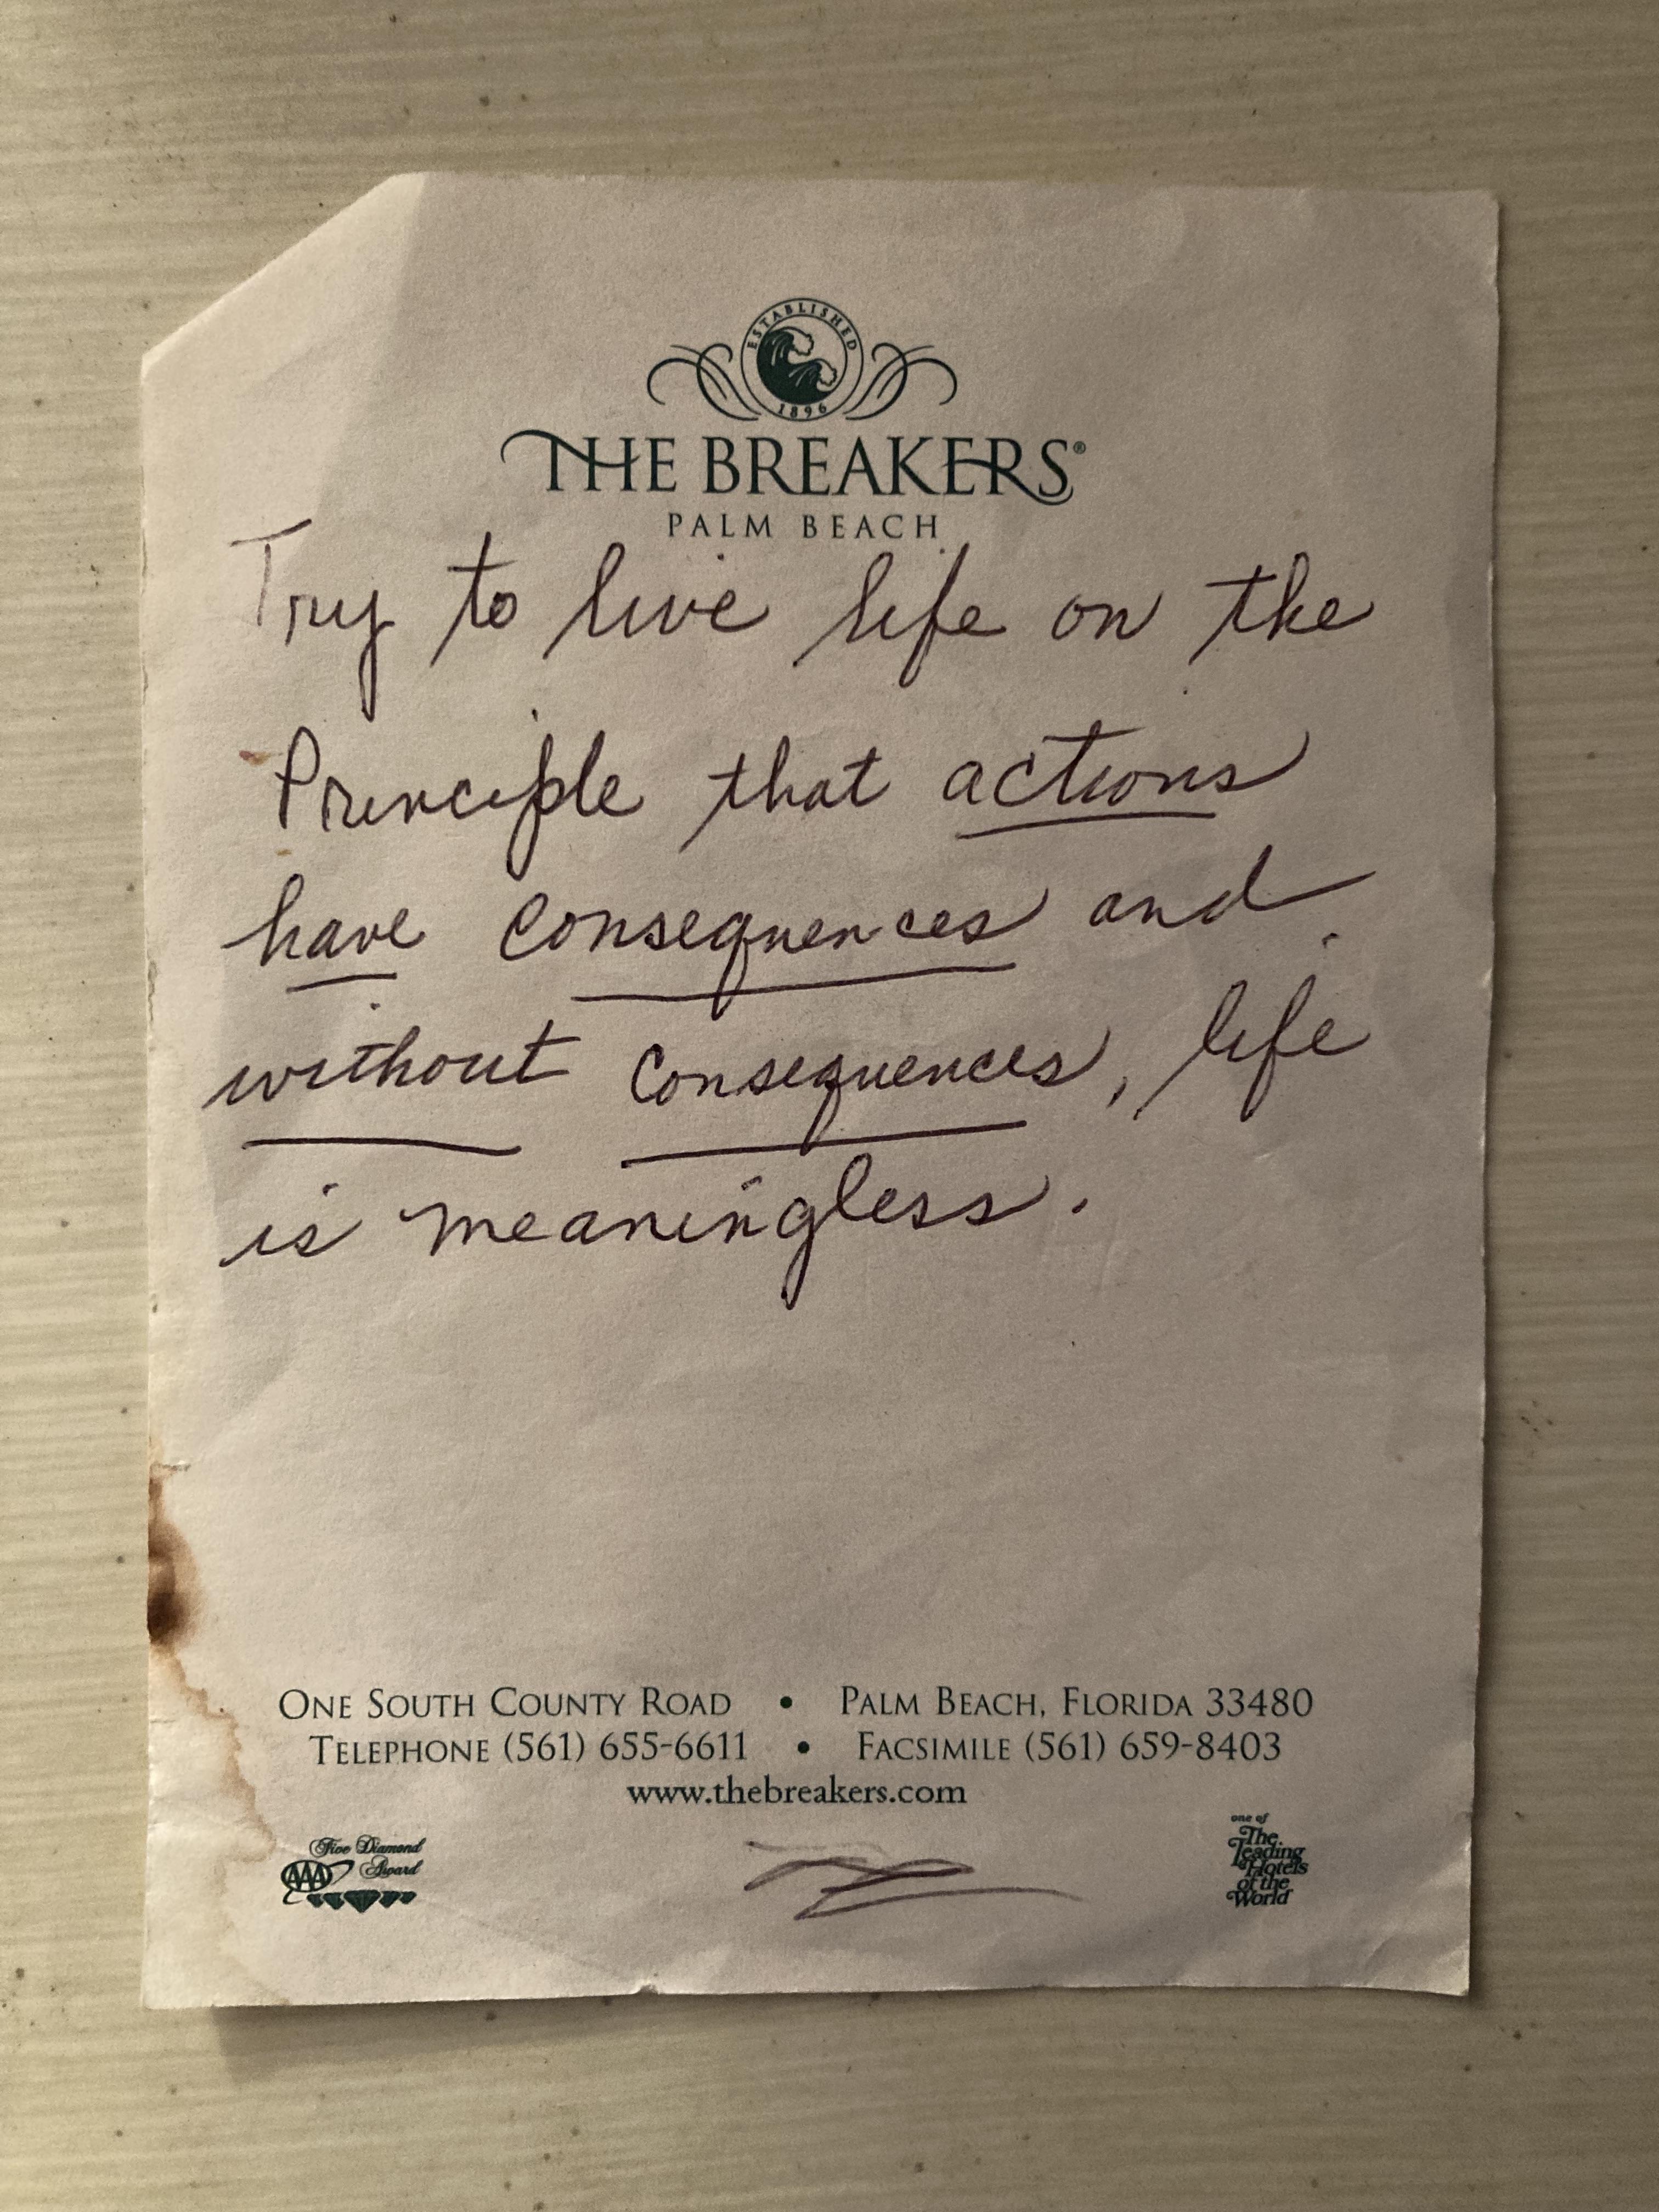 ESTABLISHED
1896
THE BREAKERS®
PALM BEACH
Try to live life on the
Principle that actions
have consequences and
without consequences, life
is meaningless.
ONE SOUTH COUNTY ROAD • PALM BEACH, FLORIDA 33480
TELEPHONE (561) 655-6611 • FACSIMILE (561) 659-8403
www.thebreakers.com
Five Diamond
AAA Award
one of
The
Leading
Hotels
of the
World